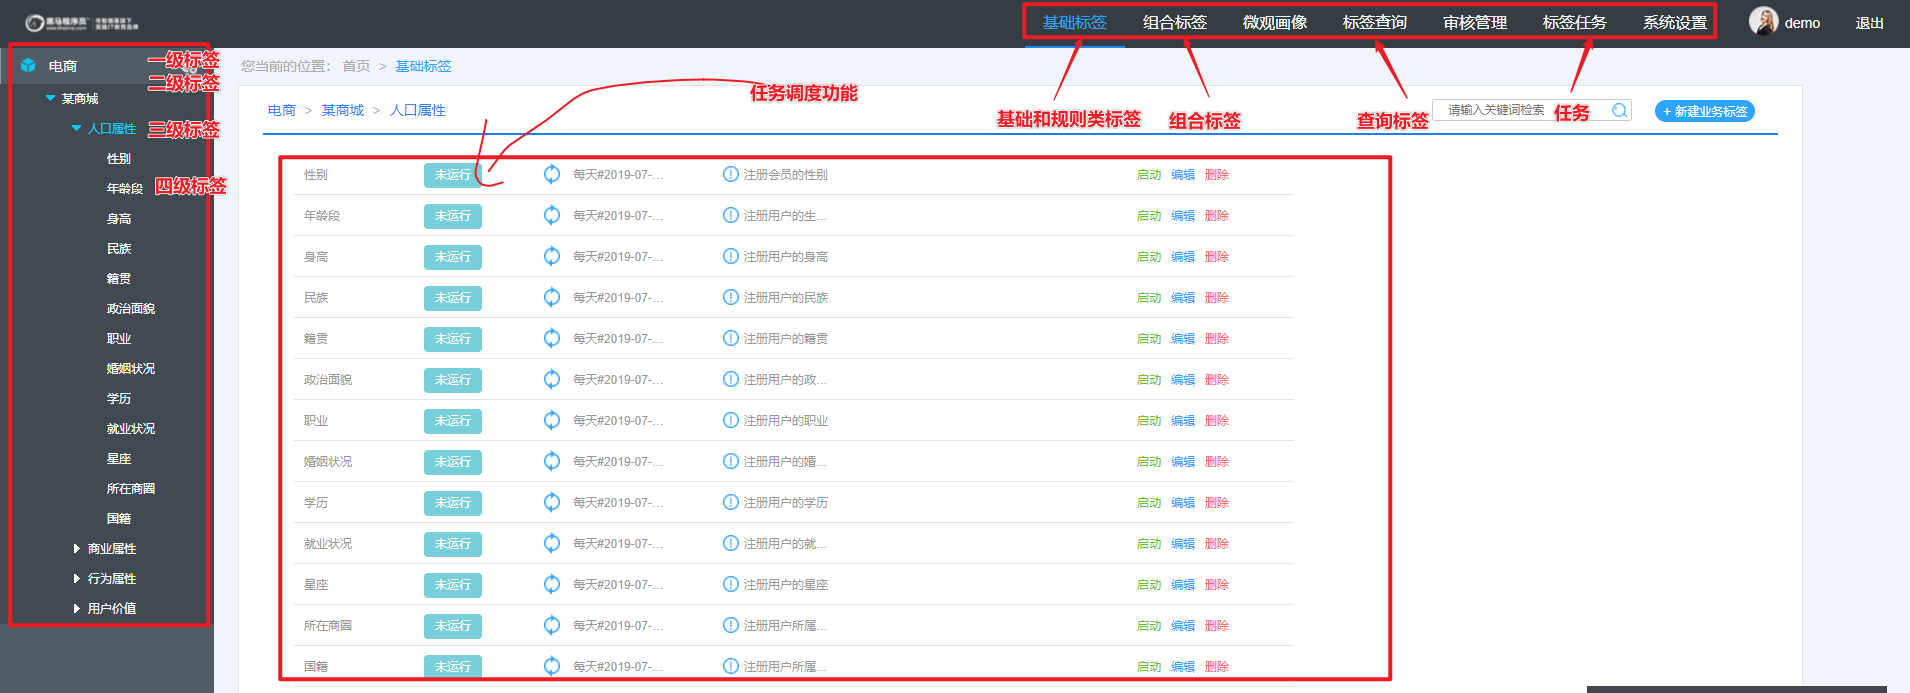 黑马程序员
www.itheima.com
传智播客旗下
高端IT教育品牌
基础标签 组合标签 微观画像 标签查询 审核管理 标签任务 系统设置 demo 退出
电商
一级标签
二级标签
某商城
人口属性
三级标签
性别
年龄段
四级标签
身高
民族
籍贯
政治面貌
职业
婚姻状况
学历
就业状况
星座
所在商圈
国籍
商业属性
行为属性
用户价值
您当前的位置： 首页 > 基础标签
任务调度功能
基础和规则类标签
组合标签
查询标签
任务
电商 > 某商城 > 人口属性
请输入关键词检索
+ 新建业务标签
性别 未运行 每天#2019-07-... 注册会员的性别 启动 编辑 删除
年龄段 未运行 每天#2019-07-... 注册用户的生... 启动 编辑 删除
身高 未运行 每天#2019-07-... 注册用户的身高 启动 编辑 删除
民族 未运行 每天#2019-07-... 注册用户的民族 启动 编辑 删除
籍贯 未运行 每天#2019-07-... 注册用户的籍贯 启动 编辑 删除
政治面貌 未运行 每天#2019-07-... 注册用户的政... 启动 编辑 删除
职业 未运行 每天#2019-07-... 注册用户的职业 启动 编辑 删除
婚姻状况 未运行 每天#2019-07-... 注册用户的婚... 启动 编辑 删除
学历 未运行 每天#2019-07-... 注册用户的学历 启动 编辑 删除
就业状况 未运行 每天#2019-07-... 注册用户的就... 启动 编辑 删除
星座 未运行 每天#2019-07-... 注册用户的星座 启动 编辑 删除
所在商圈 未运行 每天#2019-07-... 注册用户所属... 启动 编辑 删除
国籍 未运行 每天#2019-07-... 注册用户所属... 启动 编辑 删除